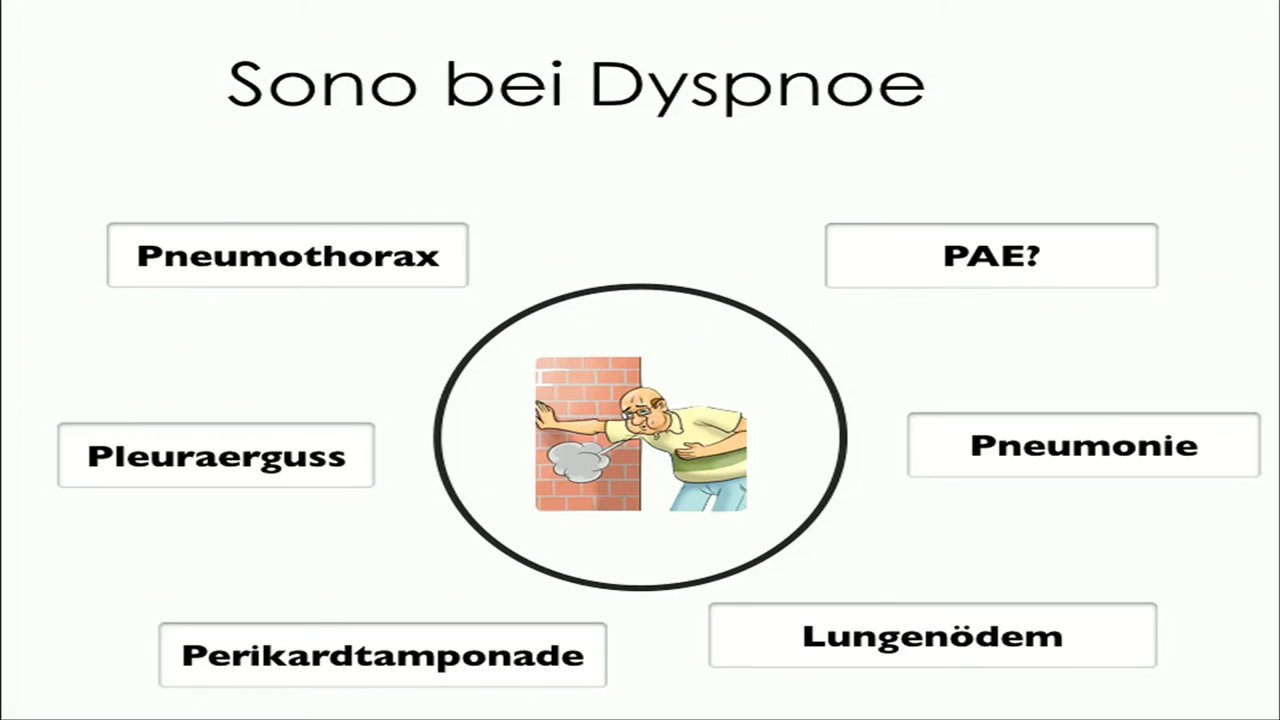 Sono bei Dyspnoe
Pneumothorax
PAE?
Pleuraerguss
Pneumonie
Perikardtamponade
Lungenödem